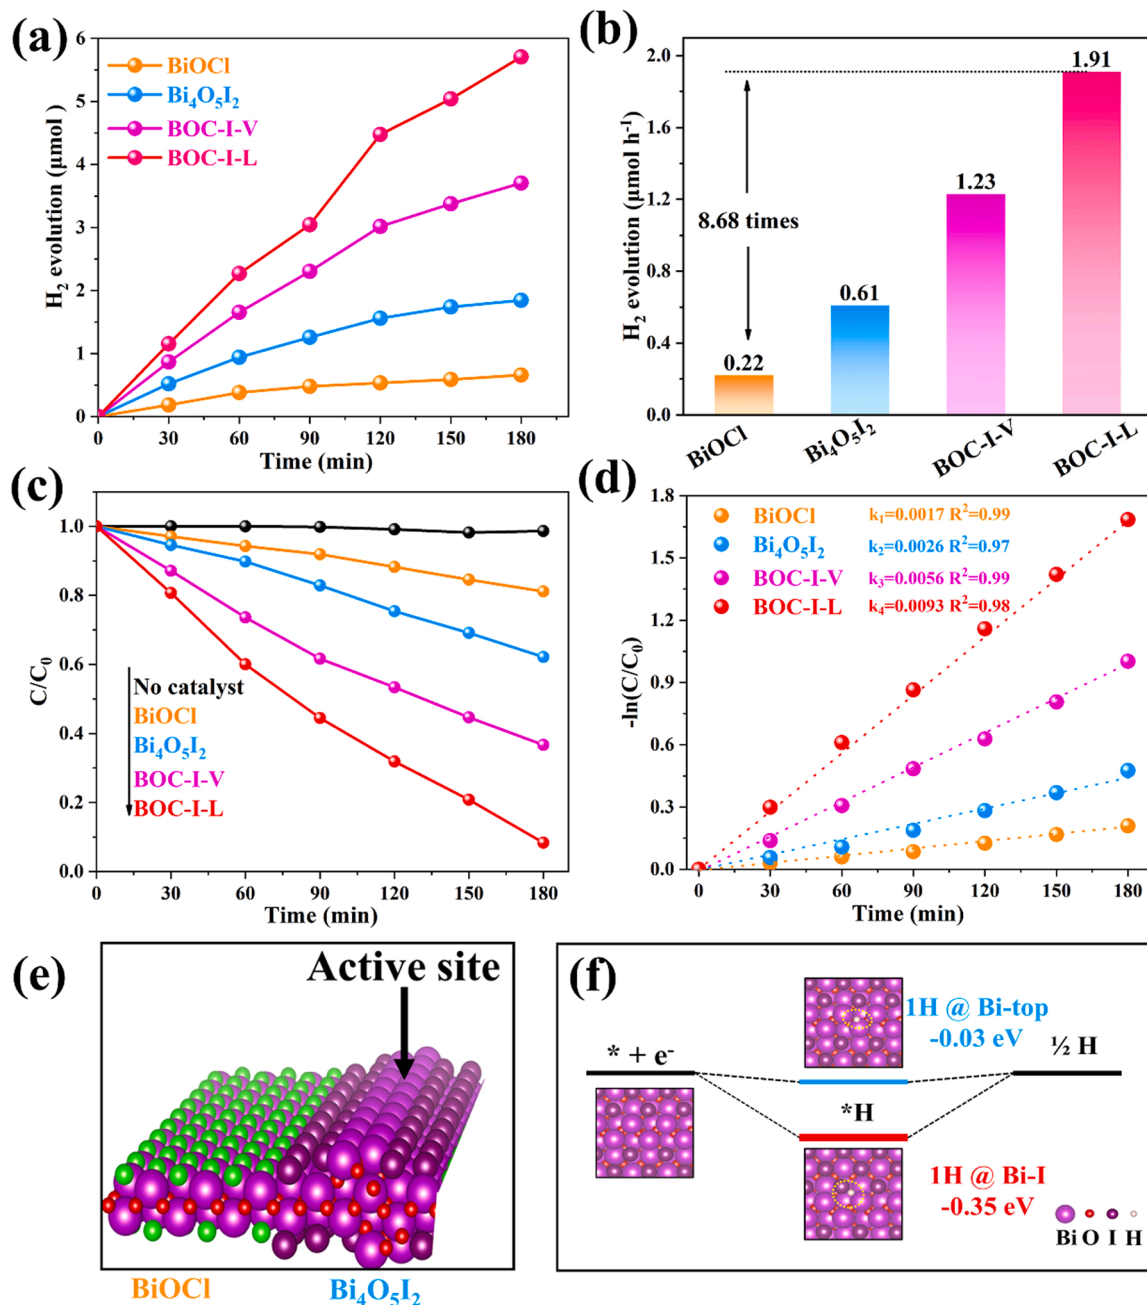 (a)
6
5
4
3
2
1
0
H₂ evolution (μmol )
BiOCl
Bi₄O₅I₂
BOC-I-V
BOC-I-L
0 30 60 90 120 150 180
Time (min)
(b)
2.0
1.6
1.2
0.8
0.4
0.0
H₂ evolution (μmol h⁻¹)
8.68 times
0.22
0.61
1.23
1.91
BiOCl
Bi₄O₅I₂
BOC-I-V
BOC-I-L
(c)
1.0
0.8
0.6
0.4
0.2
0.0
C/C₀
No catalyst
BiOCl
Bi₄O₅I₂
BOC-I-V
BOC-I-L
0 30 60 90 120 150 180
Time (min)
(d)
1.8
1.5
1.2
0.9
0.6
0.3
0.0
-ln(C/C₀)
BiOCl k₁=0.0017 R²=0.99
Bi₄O₅I₂ k₂=0.0026 R²=0.97
BOC-I-V k₃=0.0056 R²=0.99
BOC-I-L k₄=0.0093 R²=0.98
0 30 60 90 120 150 180
Time (min)
(e)
Active site
BiOCl
Bi₄O₅I₂
(f)
* + e⁻
1H @ Bi-top
-0.03 eV
½ H
*H
1H @ Bi-I
-0.35 eV
Bi O I H